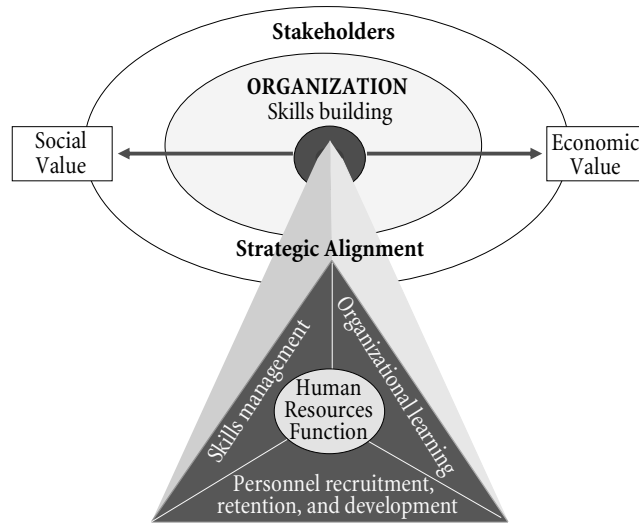 Stakeholders
ORGANIZATION
Skills building
Social
Value
Economic
Value
Strategic Alignment
Skills management
Organizational learning
Human
Resources
Function
Personnel recruitment,
retention, and development